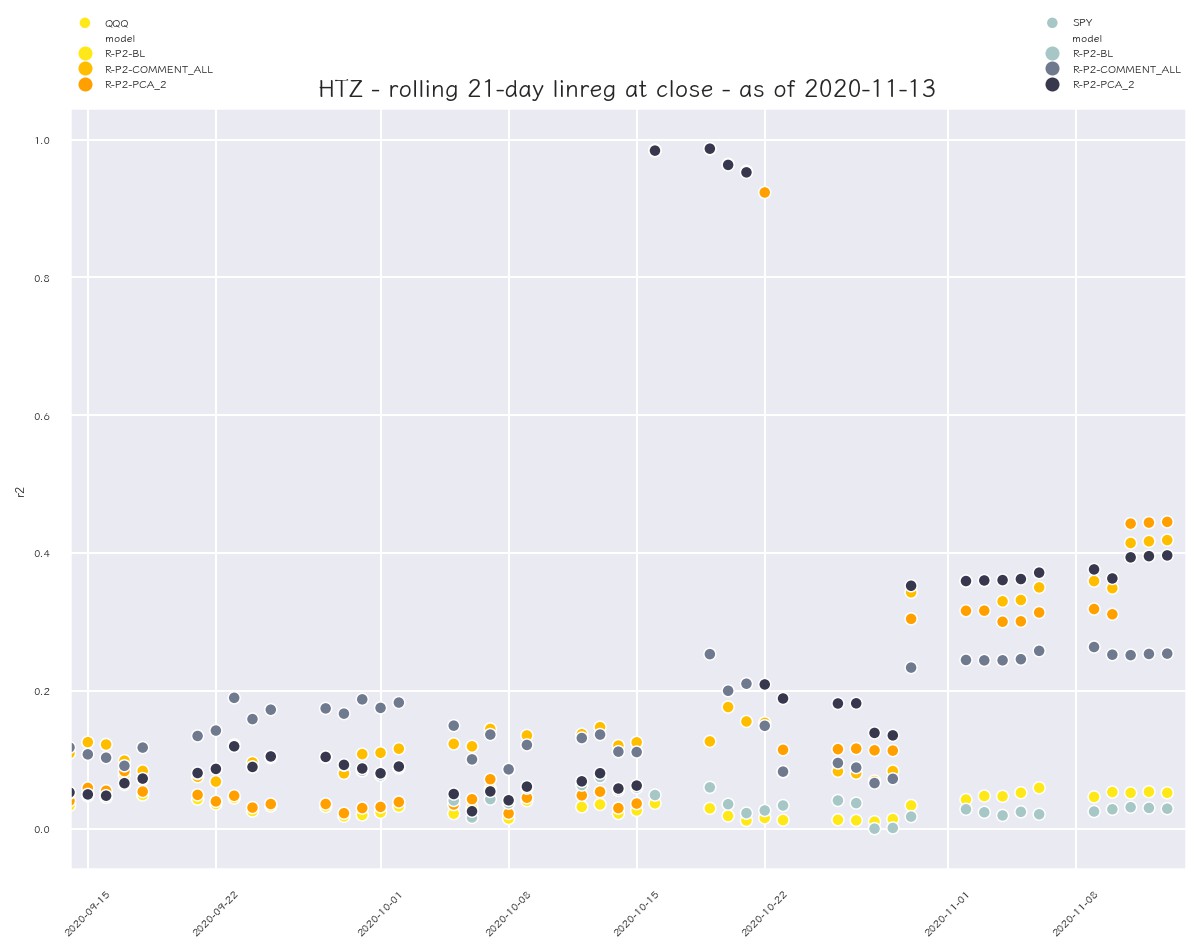 QQQ
model
R-P2-BL
R-P2-COMMENT_ALL
R-P2-PCA_2
SPY
model
R-P2-BL
R-P2-COMMENT_ALL
R-P2-PCA_2
HTZ - rolling 21-day linreg at close - as of 2020-11-13
1.0
0.8
0.6
r2
0.4
0.2
0.0
2020-09-15
2020-09-22
2020-10-01
2020-10-08
2020-10-15
2020-10-22
2020-11-01
2020-11-08